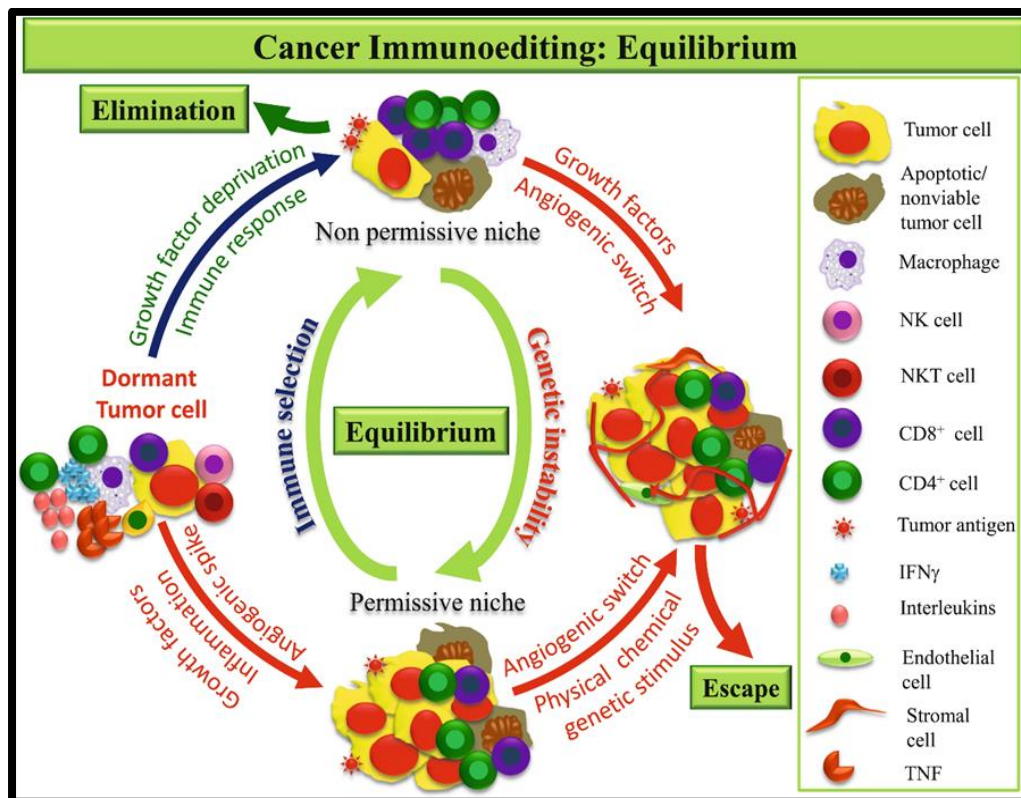 Cancer Immunoediting: Equilibrium
Elimination
Growth factor deprivation
Immune response
Non permissive niche
Growth factors
Angiogenic switch
Dormant
Tumor cell
Immune selection
Equilibrium
Genetic instability
Angiogenic spike
Inflammation
Growth factors
Permissive niche
Angiogenic switch
Physical chemical
genetic stimulus
Escape
Tumor cell
Apoptotic/
nonviable
tumor cell
Macrophage
NK cell
NKT cell
CD8⁺ cell
CD4⁺ cell
Tumor antigen
IFNγ
Interleukins
Endothelial
cell
Stromal
cell
TNF